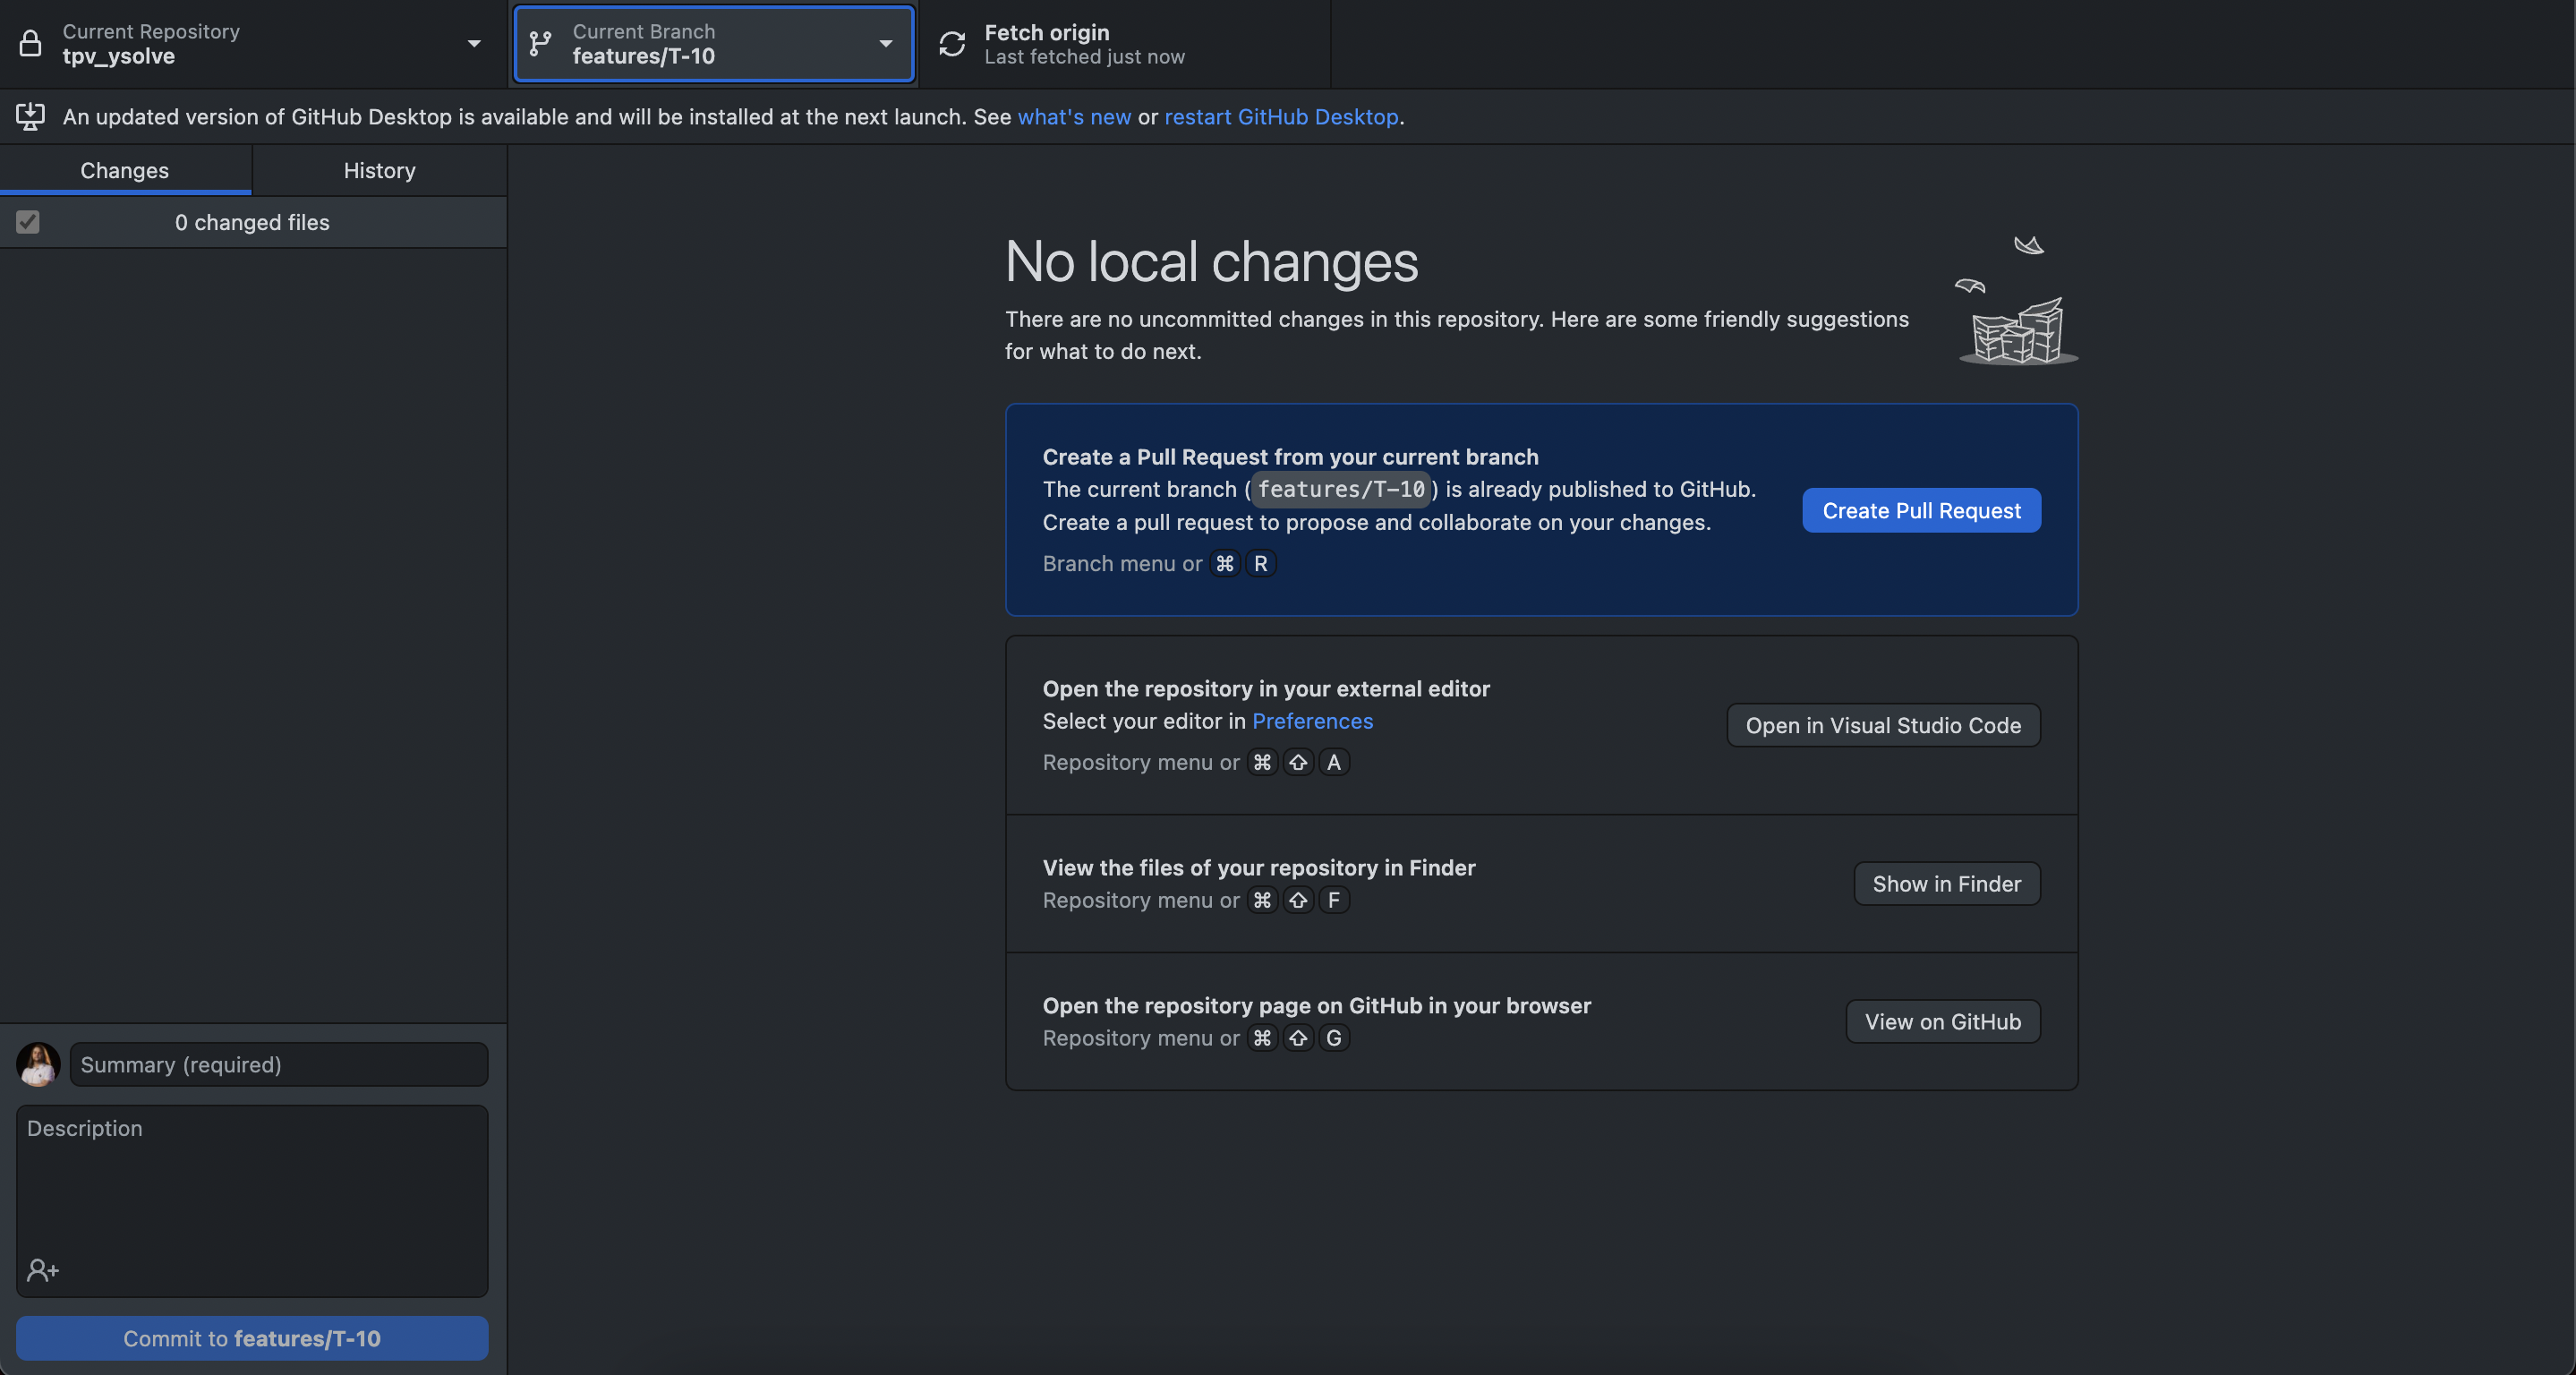 Current Repository
tpv_ysolve
Current Branch
features/T-10
Fetch origin
Last fetched just now
An updated version of GitHub Desktop is available and will be installed at the next launch. See what's new or restart GitHub Desktop.
Changes
History
0 changed files
No local changes
There are no uncommitted changes in this repository. Here are some friendly suggestions
for what to do next.
Create a Pull Request from your current branch
The current branch (features/T-10) is already published to GitHub.
Create a pull request to propose and collaborate on your changes.
Branch menu or ⌘ R
Create Pull Request
Open the repository in your external editor
Select your editor in Preferences
Repository menu or ⌘ ⇧ A
Open in Visual Studio Code
View the files of your repository in Finder
Repository menu or ⌘ ⇧ F
Show in Finder
Open the repository page on GitHub in your browser
Repository menu or ⌘ ⇧ G
View on GitHub
Summary (required)
Description
Commit to features/T-10